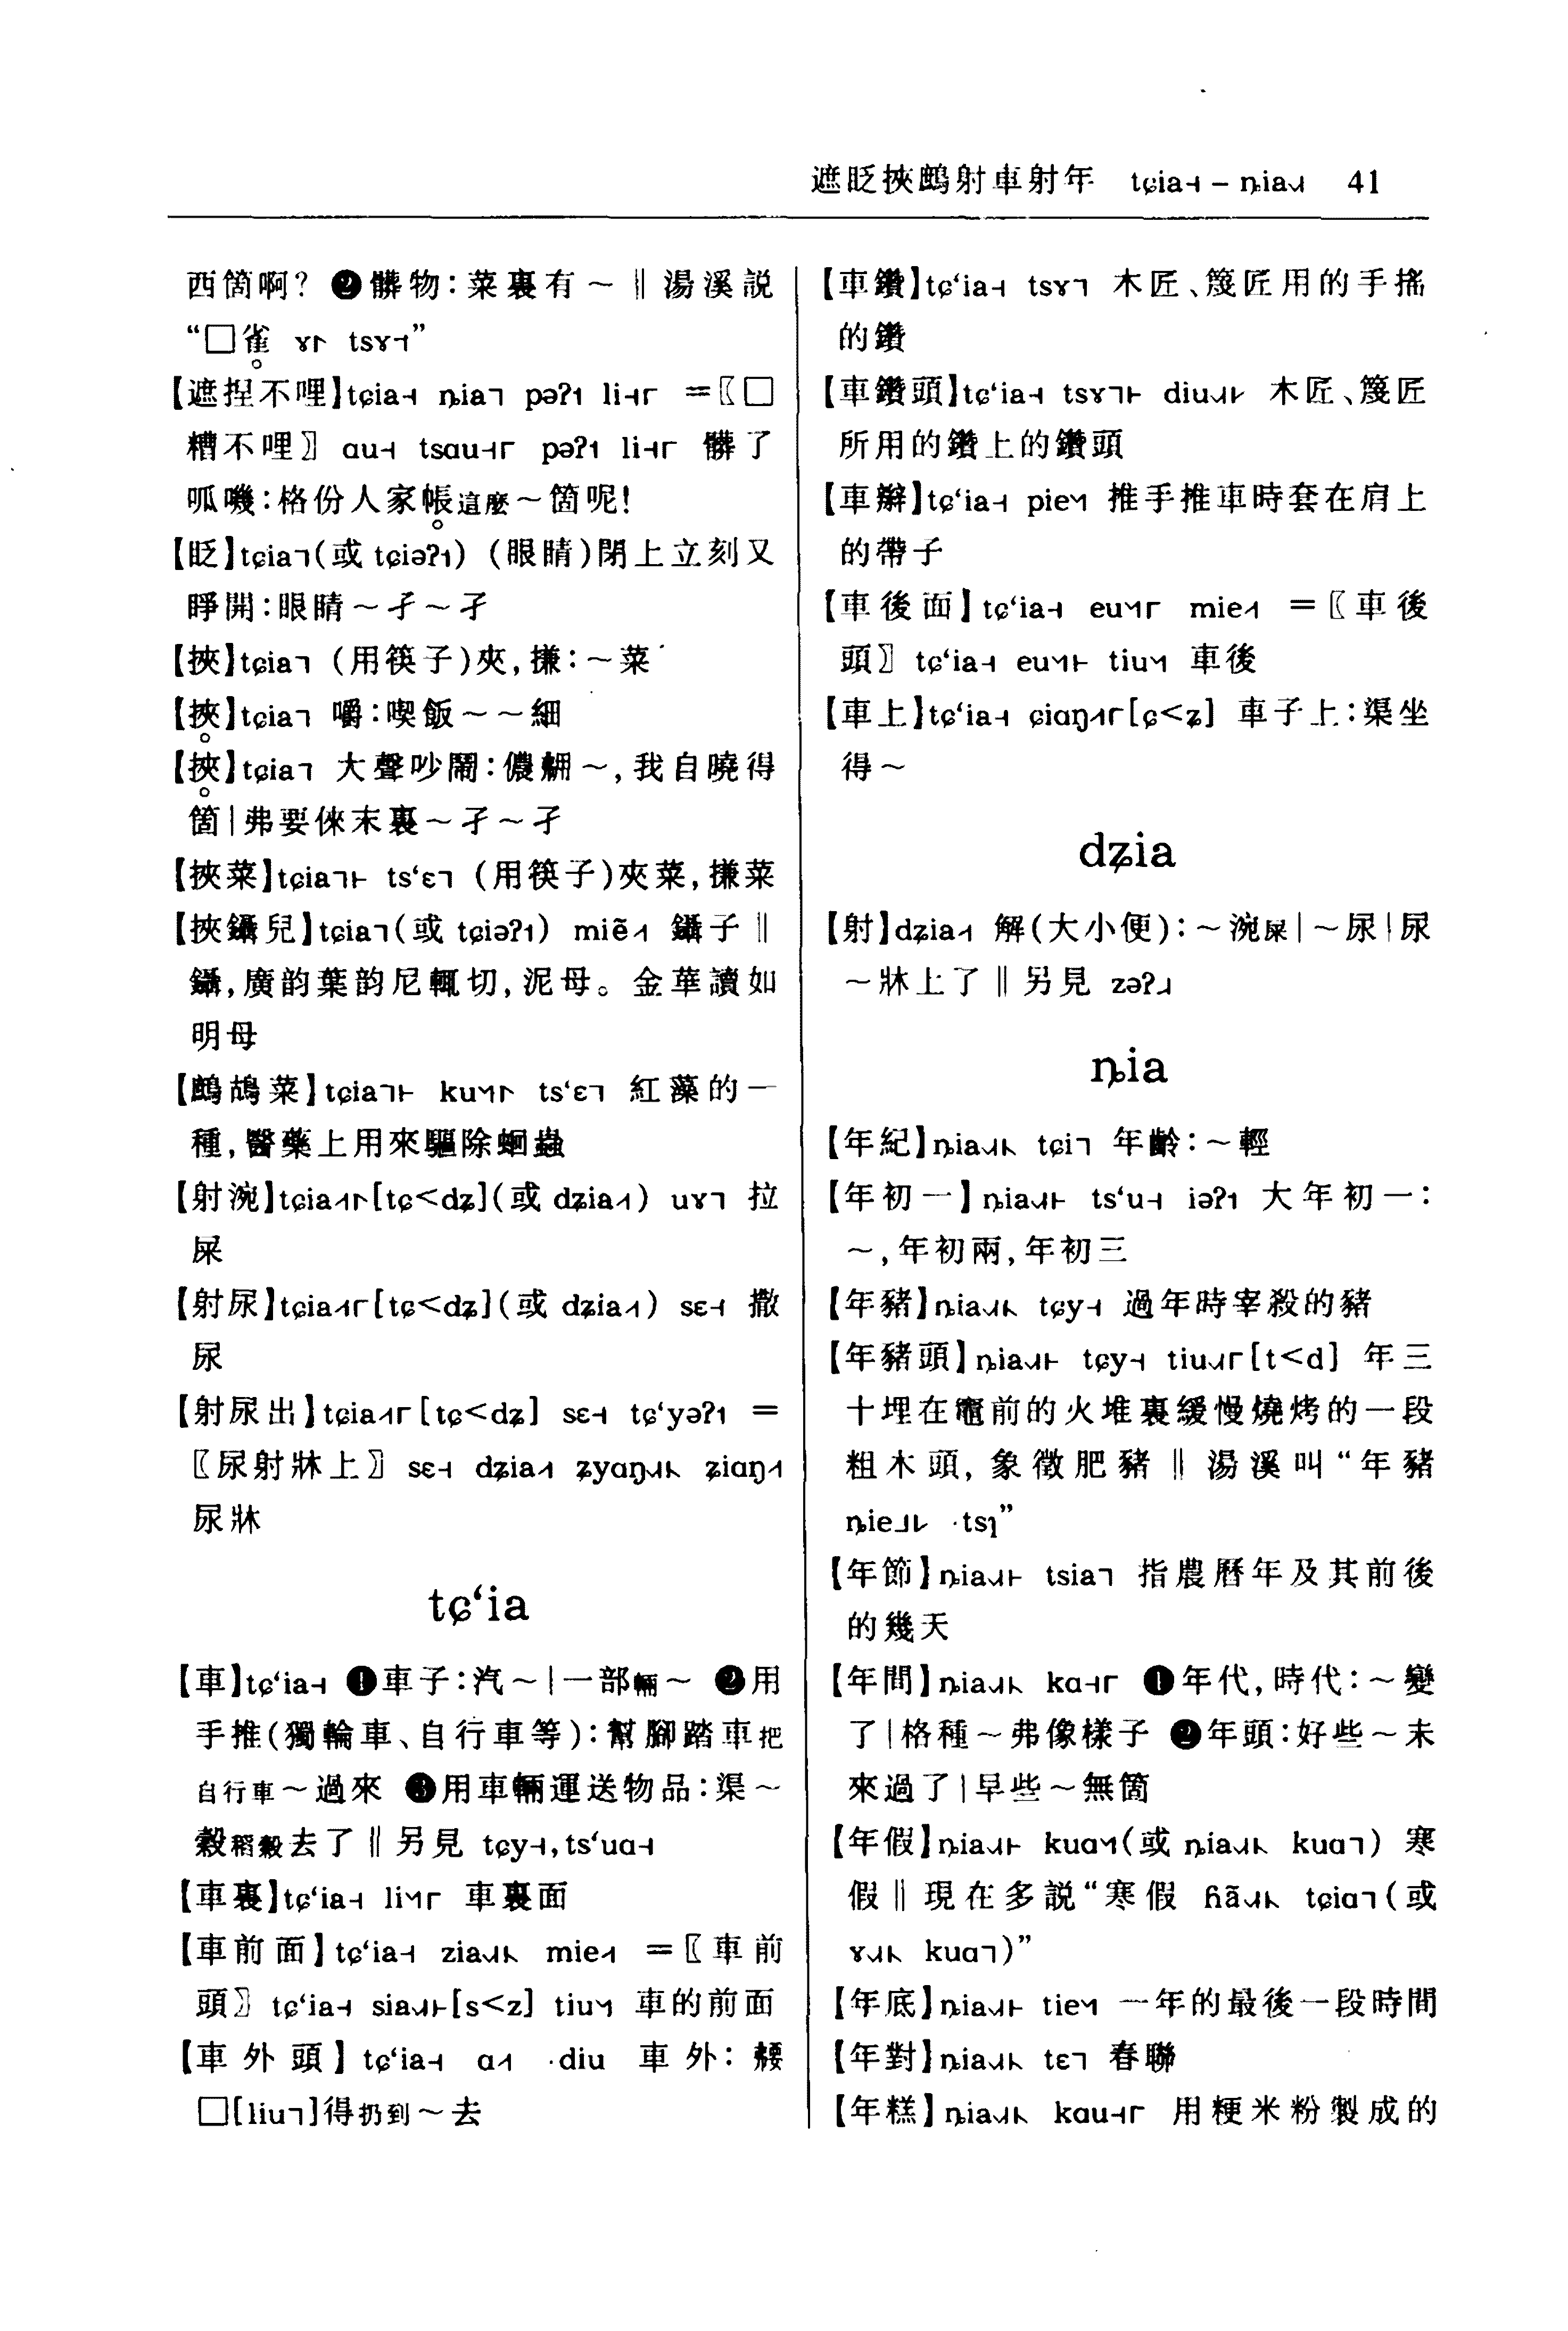 遮眨挾鷓射車射年 tɕia˧ – ȵia˨˩˧ 41
西箇啊? ❷髒物:菜裏有～‖湯溪説
“□雀 ɤ˥ tsɤ˧”
【遮捏不哩】tɕia˧ ȵia˥ pəʔ li˧ =〖□
糟不哩〗ɑu˧ tsɑu˧ pəʔ li˧ 髒了
呱嘰:格份人家帳這麼～箇呢!
【眨】tɕia˥(或 tɕiəʔ) (眼睛)閉上立刻又
睜開:眼睛～孑～孑
【挾】tɕia˥ (用筷子)夾,搛:～菜
【挾】tɕia˥ 嚼:喫飯～～細
【挾】tɕia˥ 大聲吵鬧:儂㑚～,我自曉得
箇|弗要倈末裏～孑～孑
【挾菜】tɕia˥ ts‘ɛ˥ (用筷子)夾菜,搛菜
【挾鑷兒】tɕia˥(或 tɕiəʔ) miẽ 鑷子‖
鑷,廣韵葉韵尼輒切,泥母。金華讀如
明母
【鷓鴣菜】tɕia˥ ku ts‘ɛ˥ 紅藻的一
種,醫藥上用來驅除蛔蟲
【射涴】tɕia[tɕ<dʑ](或 dʑia) uɤ˥ 拉
屎
【射尿】tɕia[tɕ<dʑ](或 dʑia) sɛ˧ 撒
尿
【射尿出】tɕia[tɕ<dʑ] sɛ˧ tɕ‘yəʔ =
〖尿射牀上〗sɛ˧ dʑia ʑyɑŋ ʑiɑŋ
尿牀
tɕ‘ia
【車】tɕ‘ia˧ ❶車子:汽～|一部輛～ ❷用
手推(獨輪車、自行車等):幫腳踏車把
自行車～過來 ❸用車輛運送物品:渠～
穀稻穀去了‖另見 tɕy˧,ts‘uɑ˧
【車裏】tɕ‘ia˧ li 車裏面
【車前面】tɕ‘ia˧ zia mie =〖車前
頭〗tɕ‘ia˧ sia[s<z] tiu 車的前面
【車外頭】tɕ‘ia˧ ɑ ·diu 車外:㬟
□[liu˥]得扔到～去
【車鑽】tɕ‘ia˧ tsɤ˥ 木匠、篾匠用的手搖
的鑽
【車鑽頭】tɕ‘ia˧ tsɤ˥ diu 木匠、篾匠
所用的鑽上的鑽頭
【車辮】tɕ‘ia˧ pie 推手推車時套在肩上
的帶子
【車後面】tɕ‘ia˧ eu mie =〖車後
頭〗tɕ‘ia˧ eu tiu 車後
【車上】tɕ‘ia˧ ɕiɑŋ[ɕ<ʑ] 車子上:渠坐
得～
dʑia
【射】dʑia 解(大小便):～涴屎|～尿|尿
～牀上了‖另見 zəʔ
ȵia
【年紀】ȵia tɕi˥ 年齡:～輕
【年初一】ȵia ts‘u˧ iəʔ 大年初一:
～,年初兩,年初三
【年豬】ȵia tɕy˧ 過年時宰殺的豬
【年豬頭】ȵia tɕy˧ tiu[t<d] 年三
十埋在竈前的火堆裏緩慢燒烤的一段
粗木頭,象徵肥豬‖湯溪叫“年豬
ȵie ·tsɿ”
【年節】ȵia tsia˥ 指農曆年及其前後
的幾天
【年間】ȵia kɑ˧ ❶年代,時代:～變
了|格種～弗像樣子 ❷年頭:好些～未
來過了|早些～無箇
【年假】ȵia kuɑ(或 ȵia kuɑ˥) 寒
假‖現在多説“寒假 ɦã tɕiɑ˥(或
ɤ kuɑ˥)”
【年底】ȵia tie 一年的最後一段時間
【年對】ȵia tɛ˥ 春聯
【年糕】ȵia kɑu˧ 用粳米粉製成的